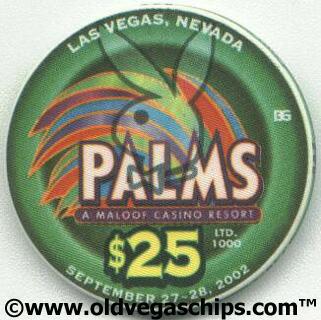 LAS VEGAS, NEVADA
BG
PALMS
A MALOOF CASINO RESORT
$25
LTD.
1000
SEPTEMBER 27-28, 2002
©www.oldvegaschips.com™